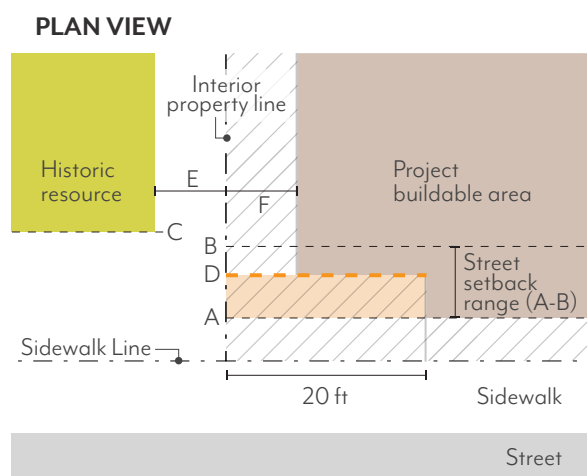 PLAN VIEW
Interior
property line
Historic
resource
Project
buildable area
E
F
C
B
D
A
Street
setback
range (A-B)
Sidewalk Line
20 ft
Sidewalk
Street